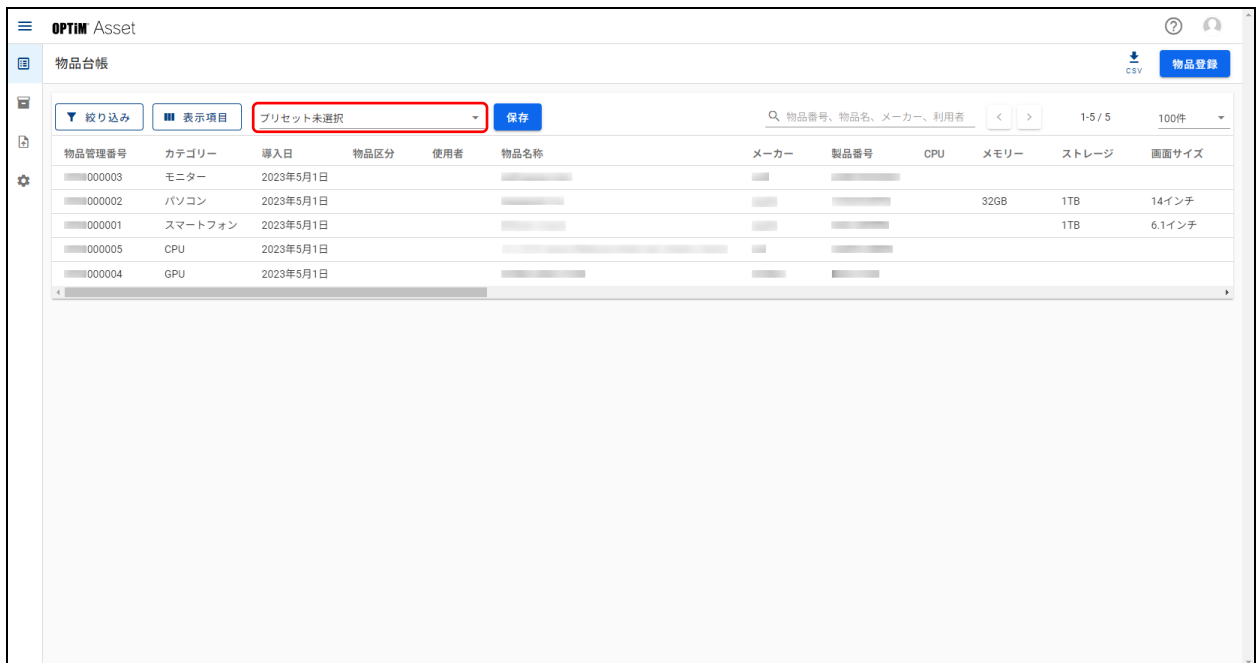 OPTiM Asset
物品台帳
CSV
物品登録
絞り込み 表示項目 プリセット未選択 保存 物品番号、物品名、メーカー、利用者 1-5 / 5 100件
物品管理番号 カテゴリー 導入日 物品区分 使用者 物品名称 メーカー 製品番号 CPU メモリー ストレージ 画面サイズ
000003 モニター 2023年5月1日
000002 パソコン 2023年5月1日 32GB 1TB 14インチ
000001 スマートフォン 2023年5月1日 1TB 6.1インチ
000005 CPU 2023年5月1日
000004 GPU 2023年5月1日